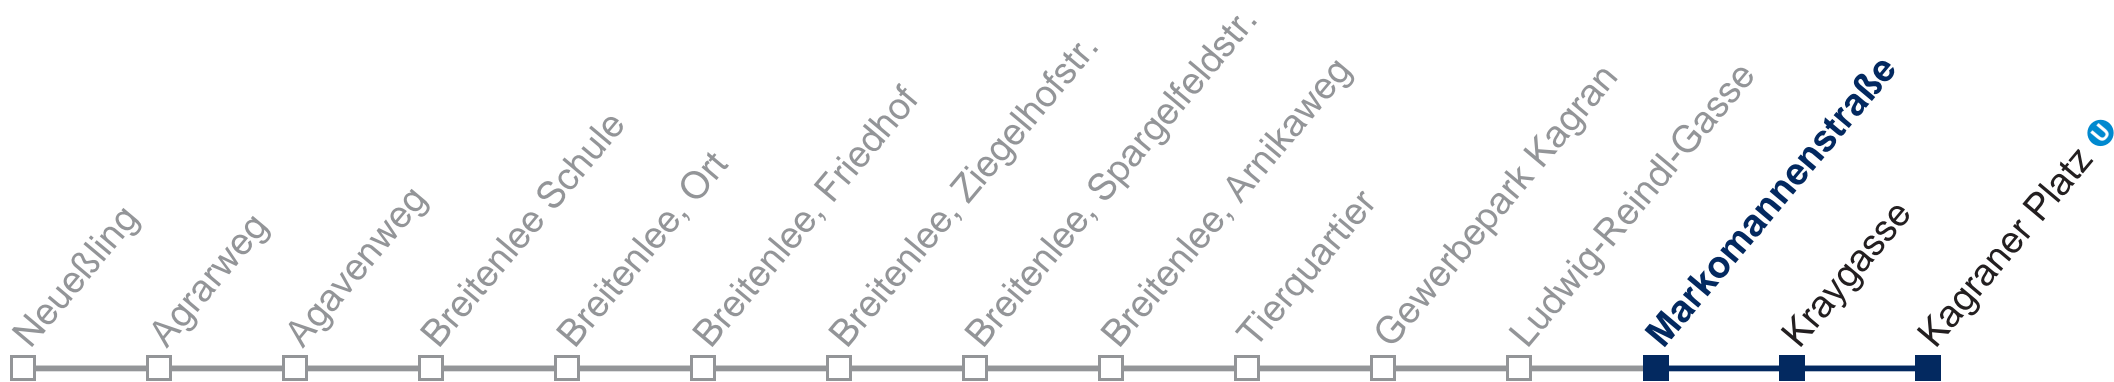 Neueßling
Agrarweg
Agavenweg
Breitenlee Schule
Breitenlee, Ort
Breitenlee, Friedhof
Breitenlee, Ziegelhofstr.
Breitenlee, Spargelfeldstr.
Breitenlee, Arnikaweg
Tierquartier
Gewerbepark Kagran
Ludwig-Reindl-Gasse
Markomannenstraße
Kraygasse
Kagraner Platz U